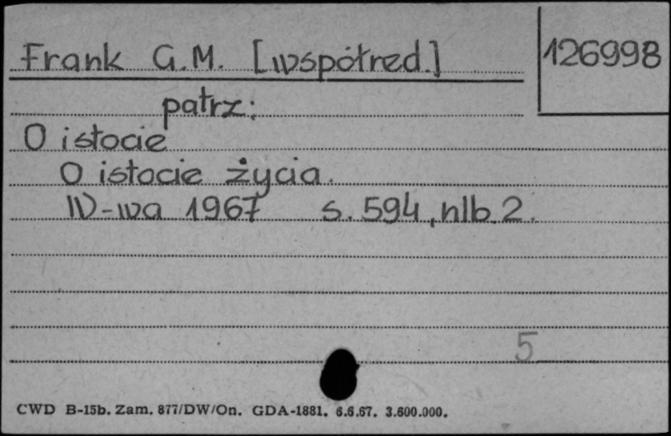 Frank G.M. [współred.] 126998
patrz:
O istocie
O istocie życia.
W-wa 1967 s. 594, nlb. 2.
5
CWD B-15b. Zam. 877/DW/On. GDA-1881. 6.6.67. 3.600.000.